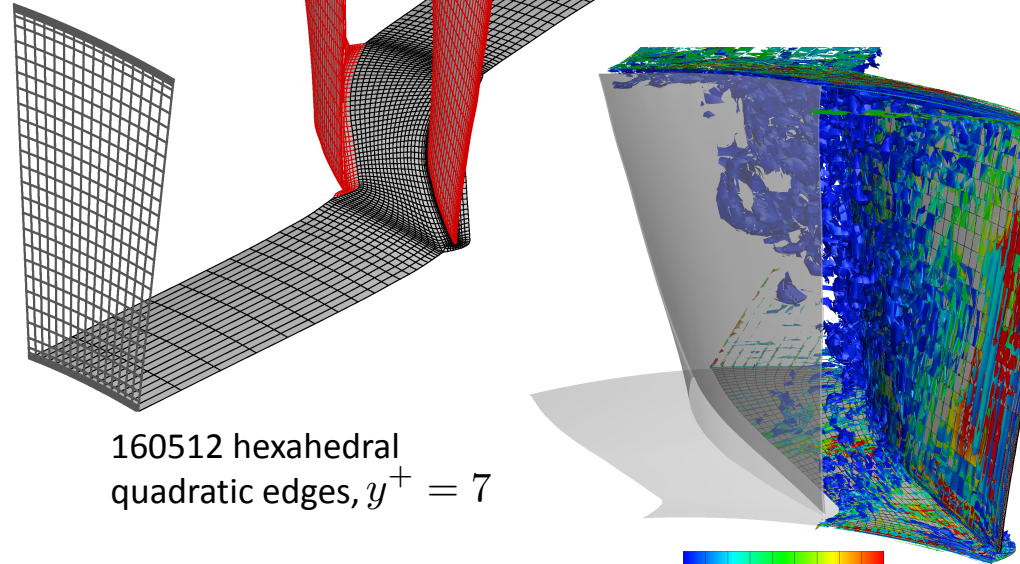 160512 hexahedral
quadratic edges, y⁺ = 7